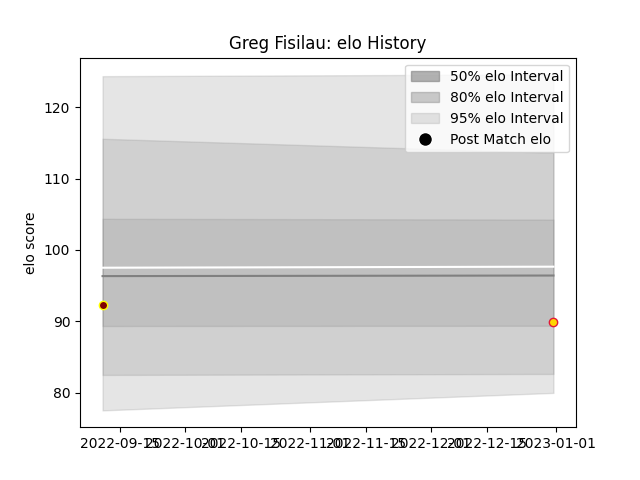 Greg Fisilau: elo History
50% elo Interval
80% elo Interval
95% elo Interval
Post Match elo
elo score
120
110
100
90
80
2022-09-15 2022-10-01 2022-10-15 2022-11-01 2022-11-15 2022-12-01 2022-12-15 2023-01-01